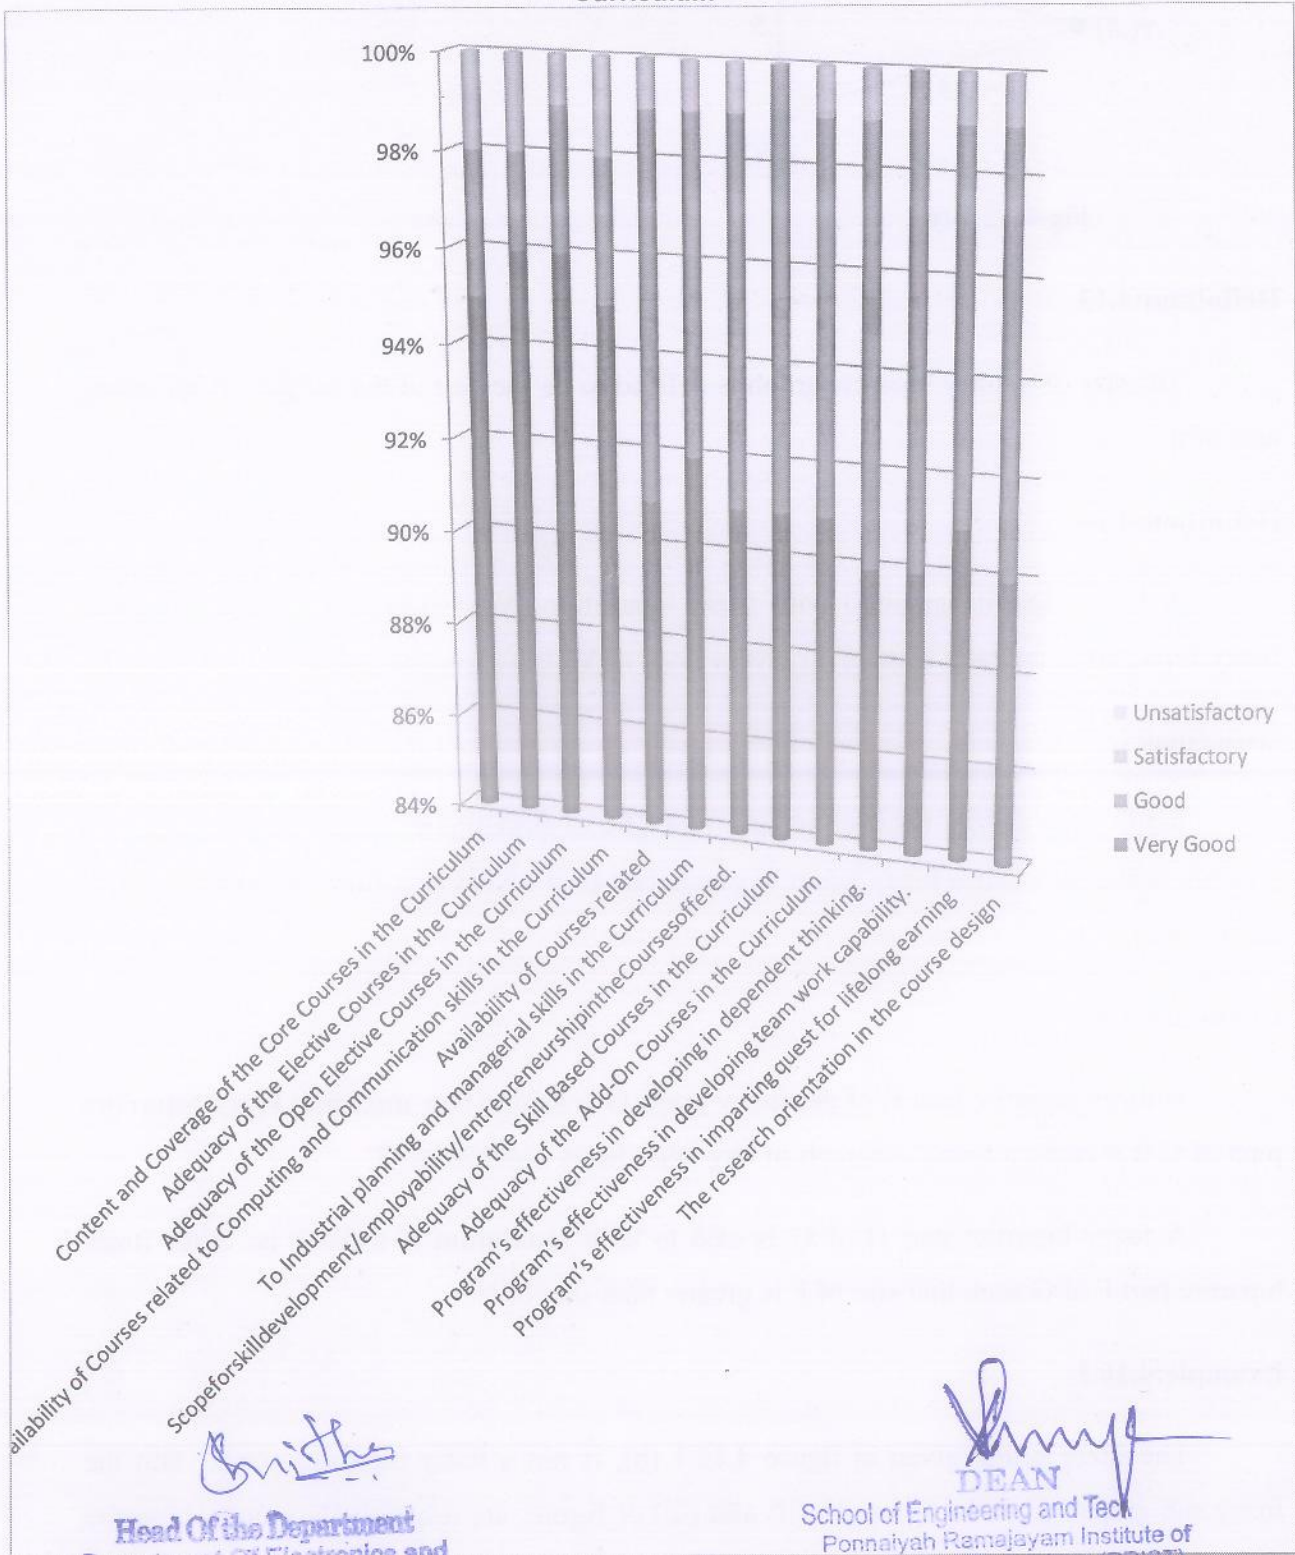 100%
98%
96%
94%
92%
90%
88%
86%
84%
Unsatisfactory
Satisfactory
Good
Very Good
Content and Coverage of the Core Courses in the Curriculum
Adequacy of the Elective Courses in the Curriculum
Adequacy of the Open Elective Courses in the Curriculum
ailability of Courses related to Computing and Communication skills in the Curriculum
Availability of Courses related
To Industrial planning and managerial skills in the Curriculum
Scopeforskilldevelopment/employability/entrepreneurshipintheCoursesoffered.
Adequacy of the Skill Based Courses in the Curriculum
Adequacy of the Add-On Courses in the Curriculum
Program's effectiveness in developing in dependent thinking.
Program's effectiveness in developing team work capability.
Program's effectiveness in imparting quest for lifelong earning
The research orientation in the course design
Head Of the Department
DEAN
School of Engineering and Tech
Ponnaiyah Ramajayam Institute of